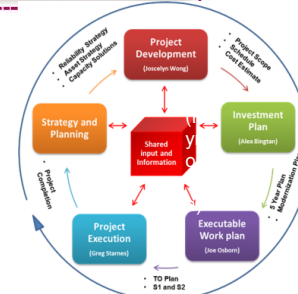 Project
Development
(Joscelyn Wong)
• Reliability Strategy
• Asset Strategy
• Capacity Solutions
• Project Scope
• Schedule
• Cost Estimate
Strategy and
Planning
Shared
input and
Information
Investment
Plan
(Alex Bingtan)
• Project
Completion
• 5 Year Plan
• Modernization
Project
Execution
(Greg Starnes)
Executable
Work plan
(Joe Osborn)
• TO Plan
• S1 and S2